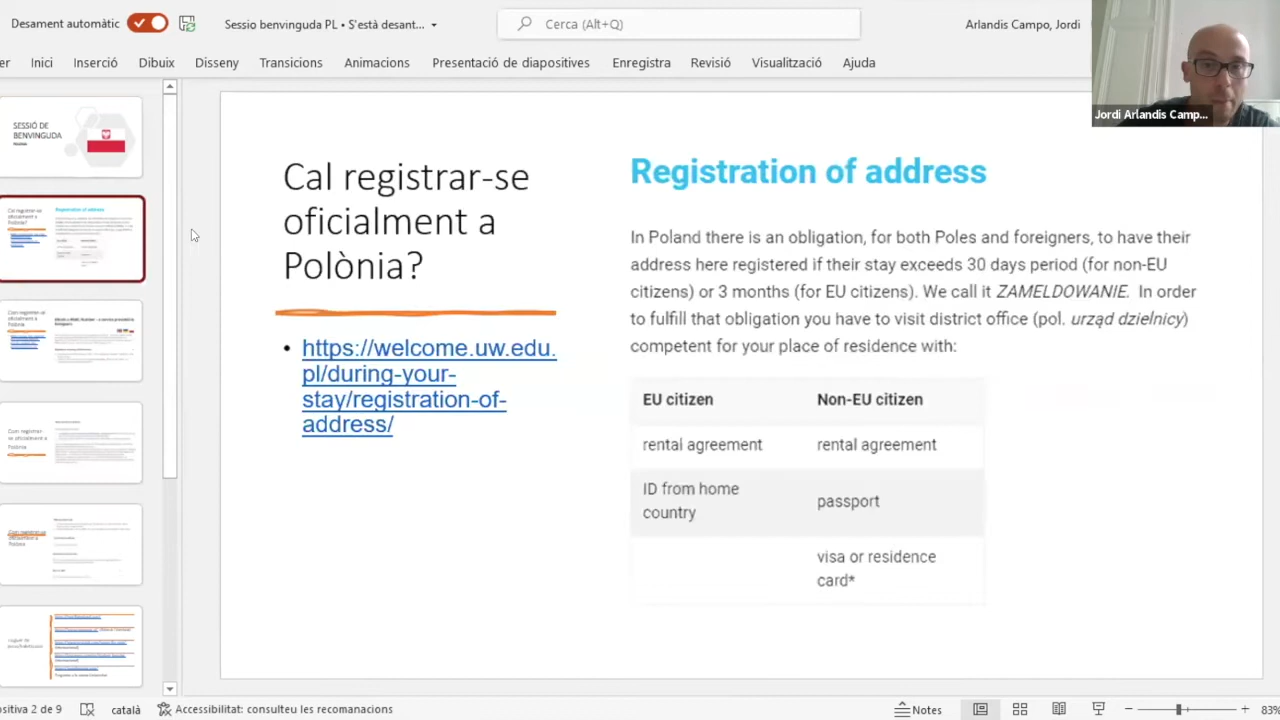 Desament automàtic
Sessio benvinguda PL • S'està desant...
Cerca (Alt+Q)
Arlandis Campo, Jordi
er Inici Inserció Dibuix Disseny Transicions Animacions Presentació de diapositives Enregistra Revisió Visualització Ajuda
Jordi Arlandis Camp...
SESSIÓ DE
BENVINGUDA
Cal registrar-se
oficialment a
Polònia?
• https://welcome.uw.edu.
pl/during-your-
stay/registration-of-
address/
Registration of address
In Poland there is an obligation, for both Poles and foreigners, to have their
address here registered if their stay exceeds 30 days period (for non-EU
citizens) or 3 months (for EU citizens). We call it ZAMELDOWANIE. In order
to fulfill that obligation you have to visit district office (pol. urząd dzielnicy)
competent for your place of residence with:
EU citizen Non-EU citizen
rental agreement rental agreement
ID from home
country
passport
visa or residence
card*
ositiva 2 de 9
català
Accessibilitat: consulteu les recomanacions
Notes
83%